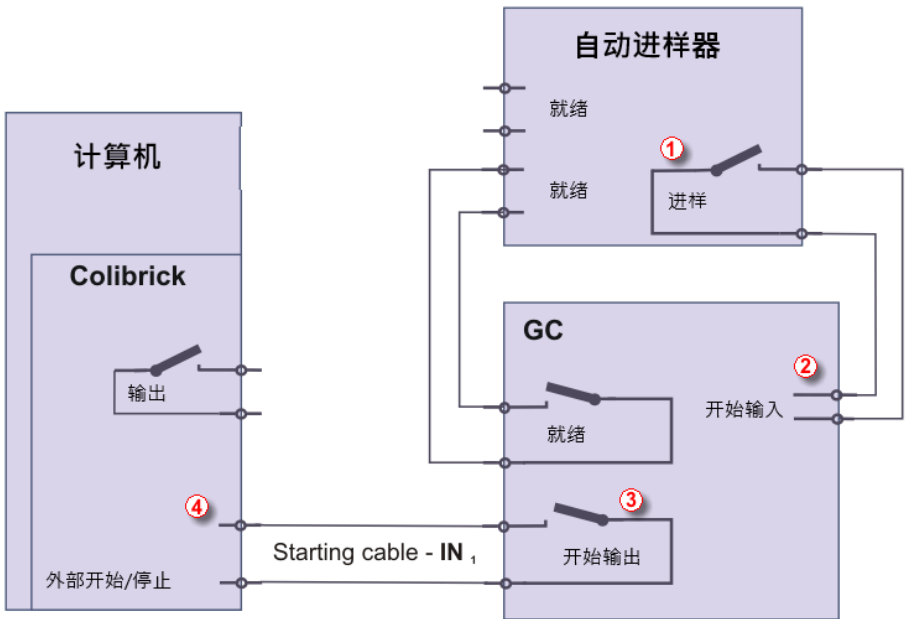 自动进样器
就绪
①
就绪
进样
计算机
Colibrick
输出
GC
②
开始输入
就绪
④
③
Starting cable - IN ₁
开始输出
外部开始/停止